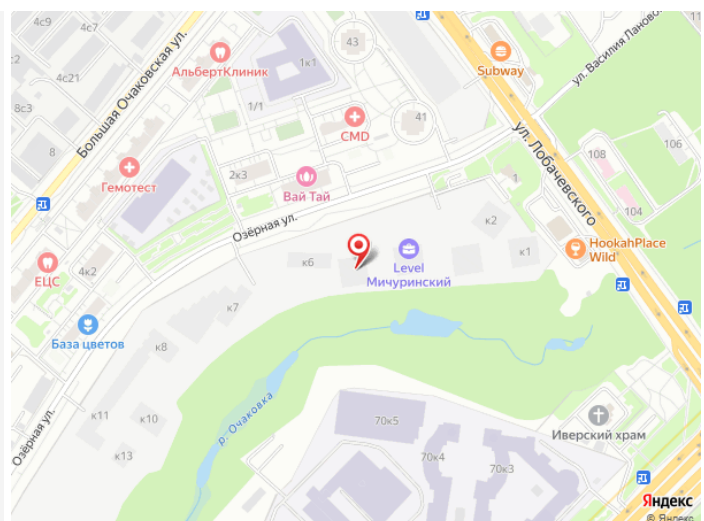 4с9
4с7
4с21
8с3
8
Большая Очаковская ул.
АльбертКлиник
1к1
43
Subway
ул. Василия Ланово
1/1
CMD
41
ул. Лобачевского
108
106
104
Гемотест
2к3
Вай Тай
1
Озёрная ул.
к2
HookahPlace
Wild
к1
4к2
ЕЦС
к6
Level
Мичуринский
к7
База цветов
к8
р. Очаковка
к11
к10
70к5
Иверский храм
Озёрная ул.
к13
70к4
70к3
Яндекс
© Яндекс